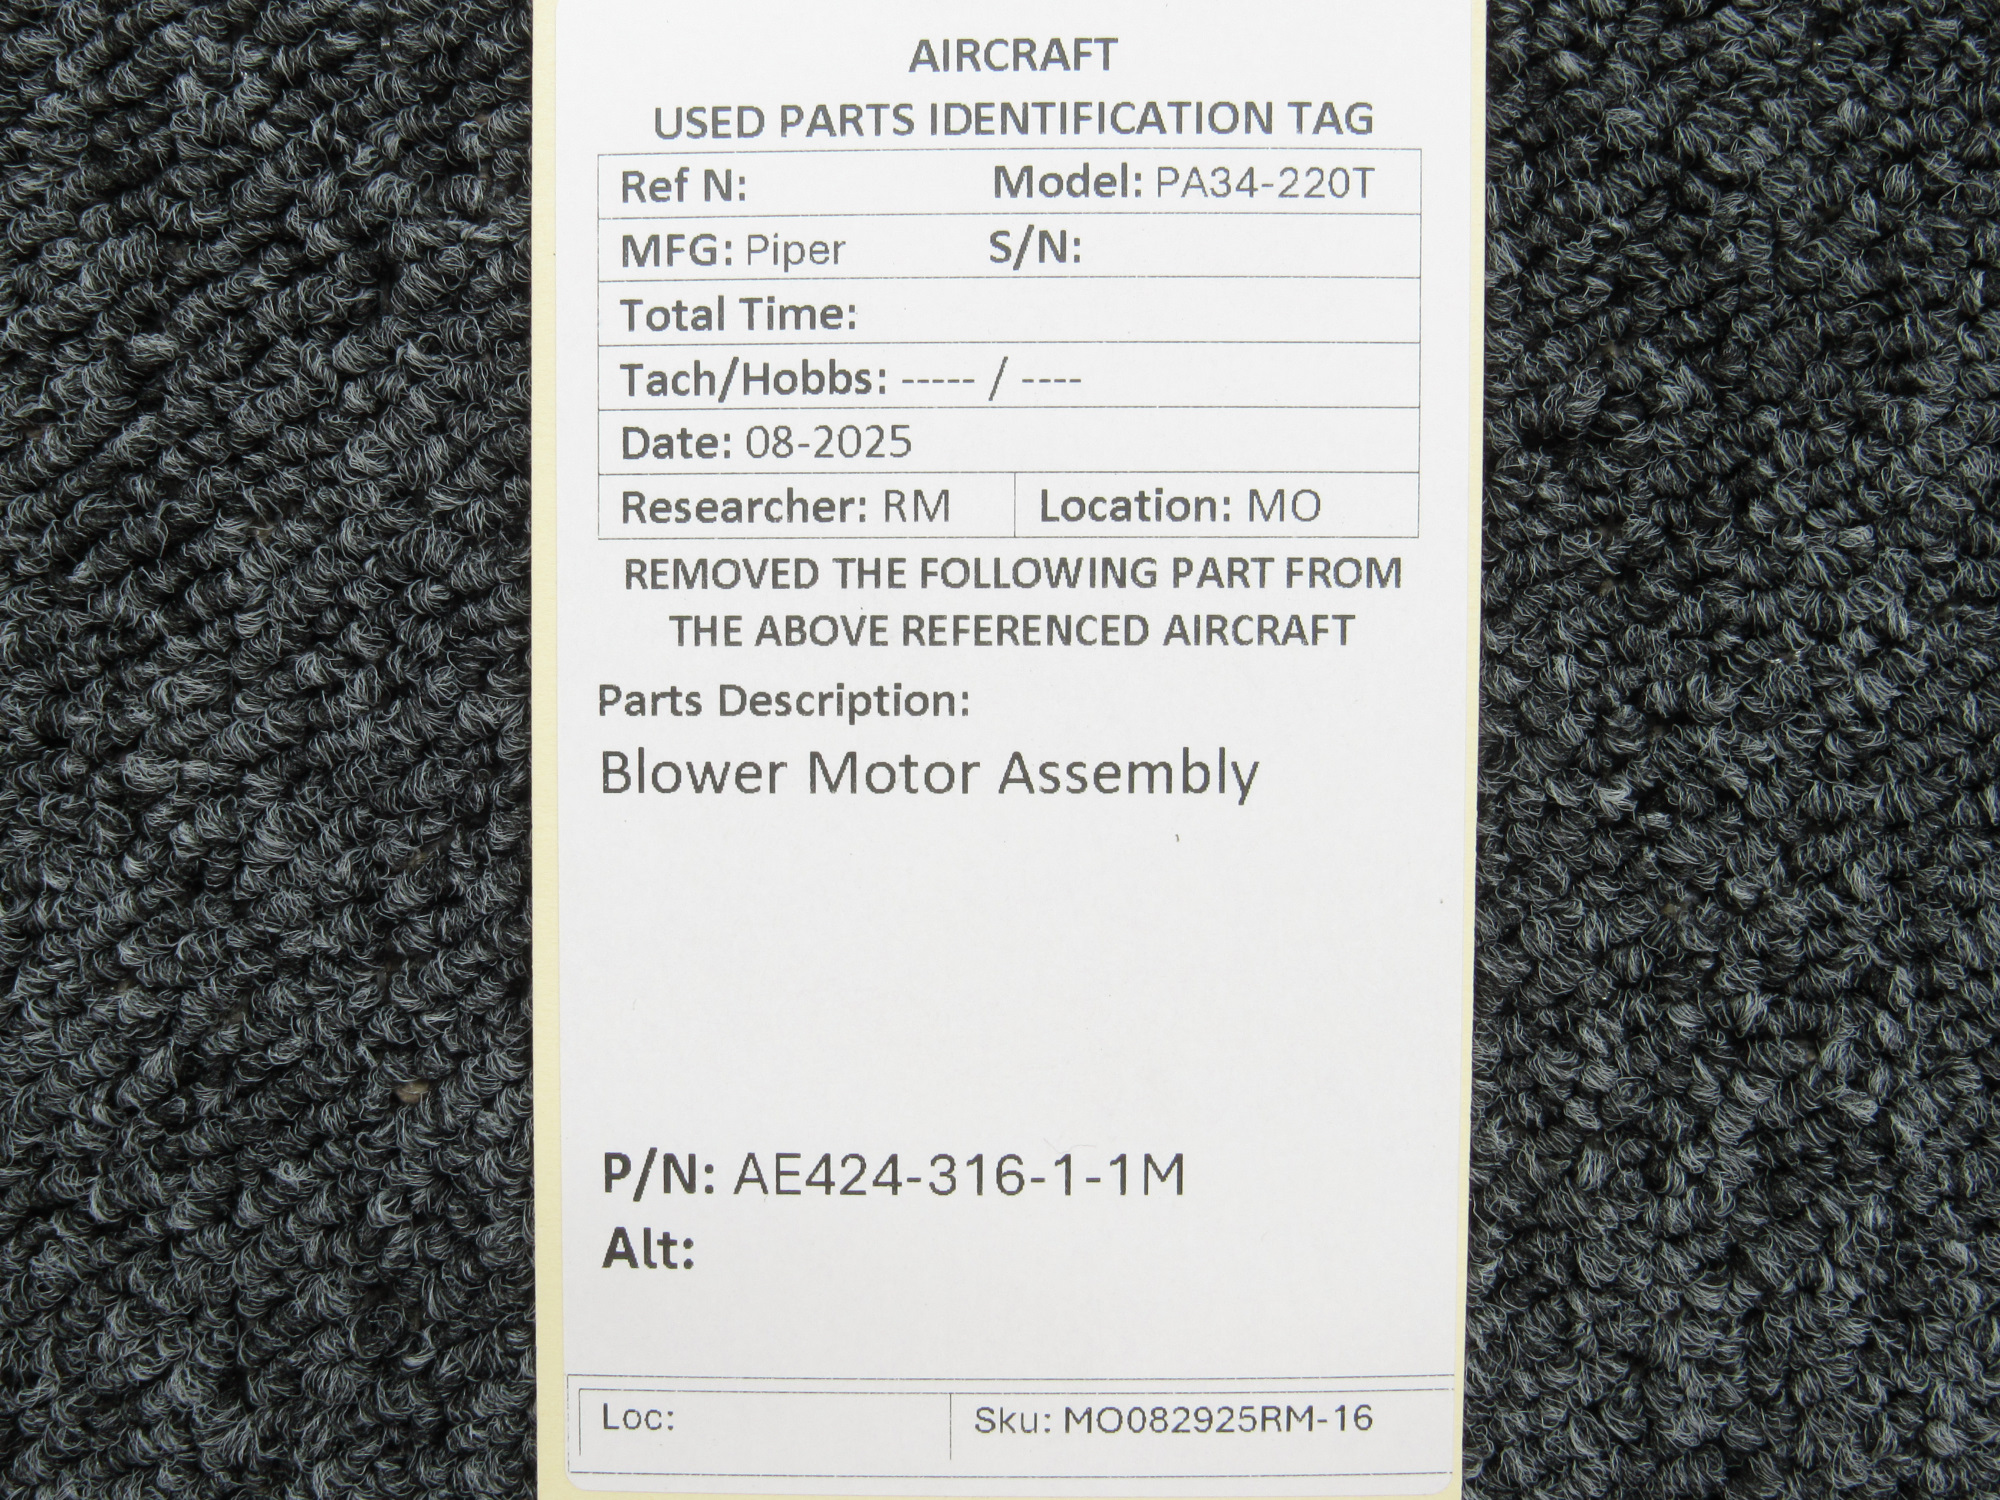 AIRCRAFT
USED PARTS IDENTIFICATION TAG
Ref N: Model: PA34-220T
MFG: Piper S/N:
Total Time:
Tach/Hobbs: ----- / ----
Date: 08-2025
Researcher: RM Location: MO
REMOVED THE FOLLOWING PART FROM
THE ABOVE REFERENCED AIRCRAFT
Parts Description:
Blower Motor Assembly
P/N: AE424-316-1-1M
Alt:
Loc: Sku: MO082925RM-16